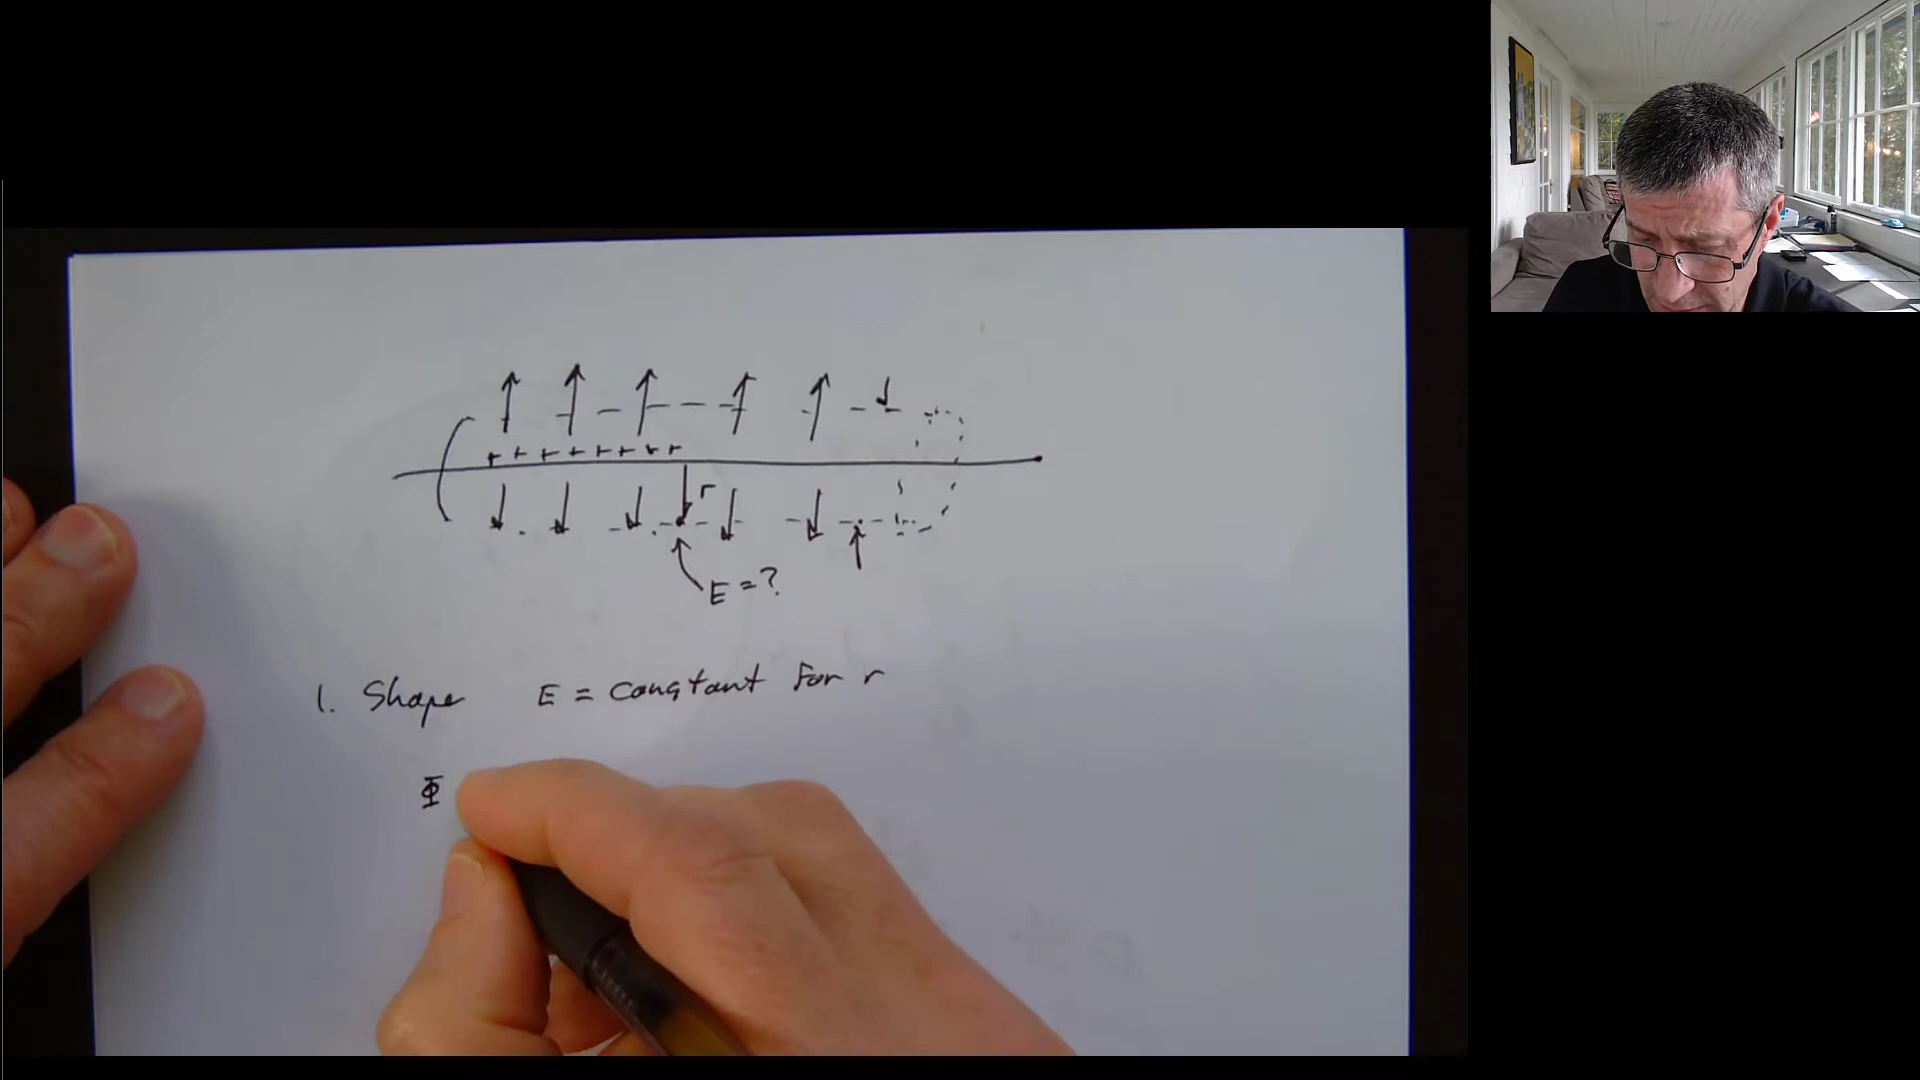 + + + + + + + +
r
E = ?
1. Shape E = constant for r
Φ